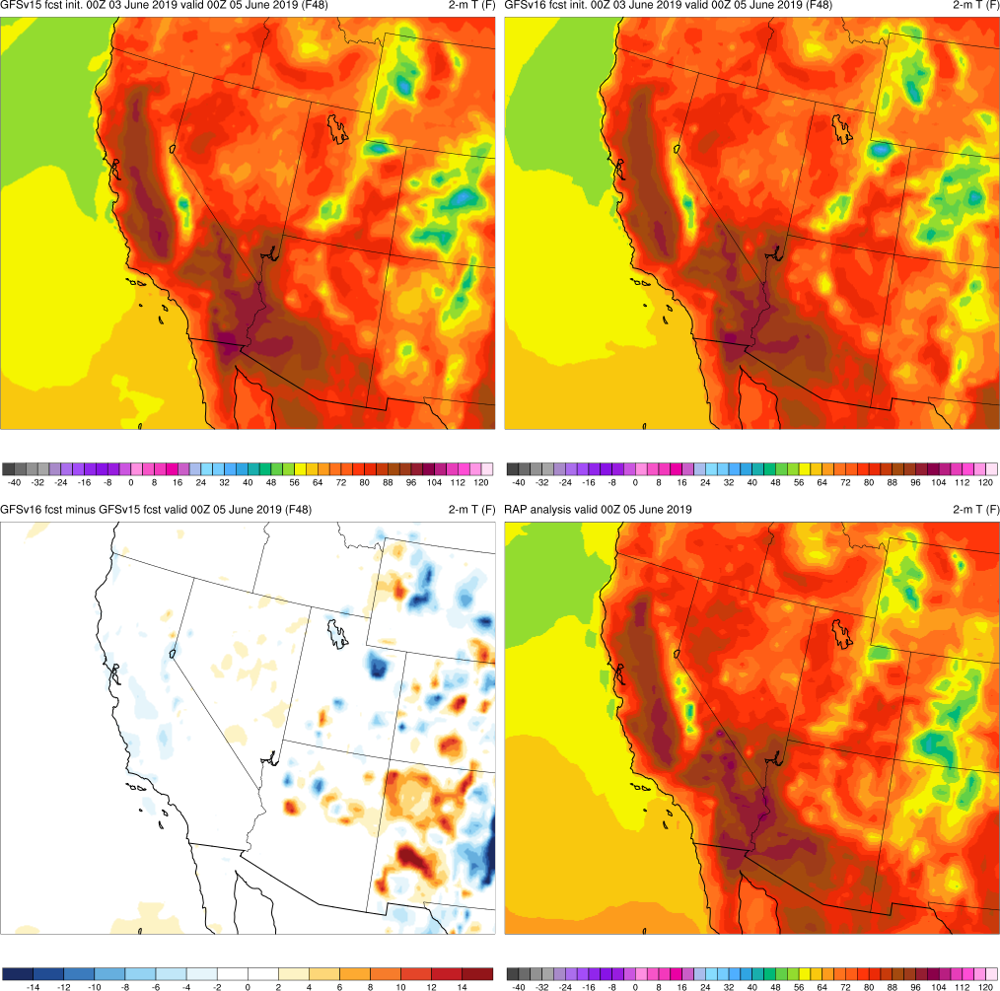 GFSv15 fcst init. 00Z 03 June 2019 valid 00Z 05 June 2019 (F48) 2-m T (F)
GFSv16 fcst init. 00Z 03 June 2019 valid 00Z 05 June 2019 (F48) 2-m T (F)
-40 -32 -24 -16 -8 0 8 16 24 32 40 48 56 64 72 80 88 96 104 112 120
-40 -32 -24 -16 -8 0 8 16 24 32 40 48 56 64 72 80 88 96 104 112 120
GFSv16 fcst minus GFSv15 fcst valid 00Z 05 June 2019 (F48) 2-m T (F)
RAP analysis valid 00Z 05 June 2019 2-m T (F)
-14 -12 -10 -8 -6 -4 -2 0 2 4 6 8 10 12 14
-40 -32 -24 -16 -8 0 8 16 24 32 40 48 56 64 72 80 88 96 104 112 120